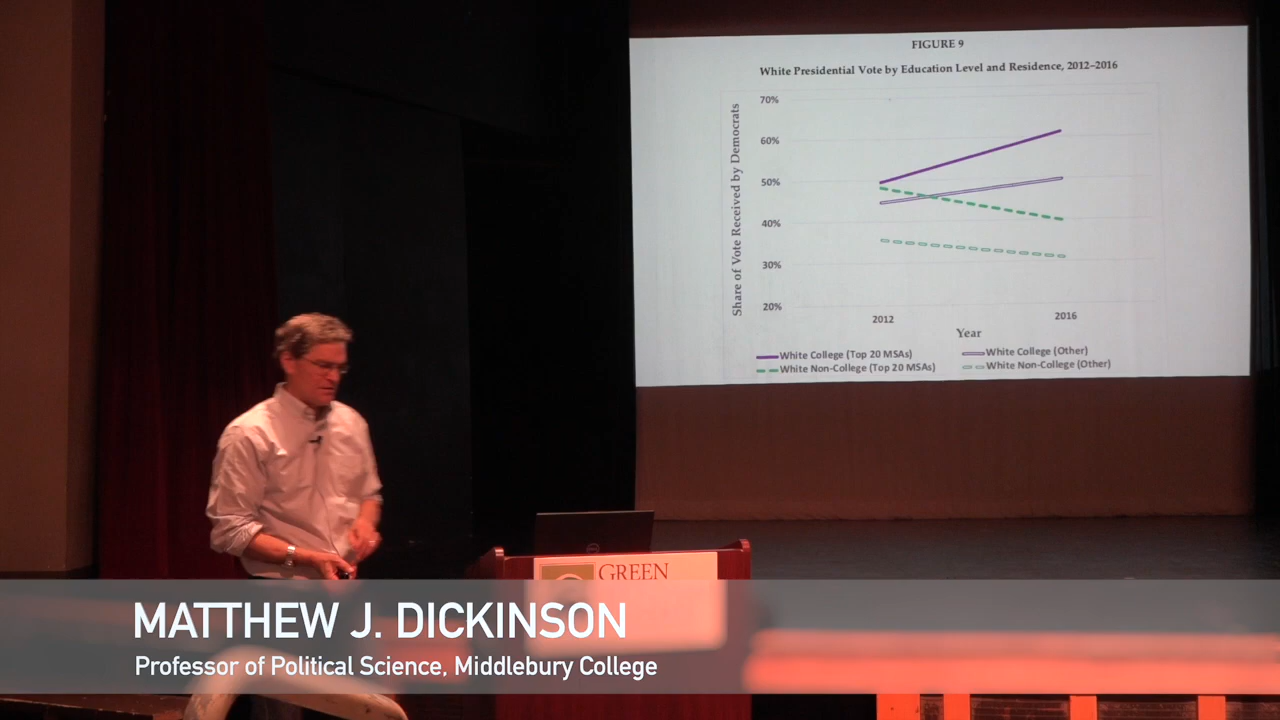 FIGURE 9
White Presidential Vote by Education Level and Residence, 2012–2016
Share of Vote Received by Democrats
70%
60%
50%
40%
30%
20%
2012
2016
Year
White College (Top 20 MSAs)
White College (Other)
White Non-College (Top 20 MSAs)
White Non-College (Other)
GREEN
MATTHEW J. DICKINSON
Professor of Political Science, Middlebury College